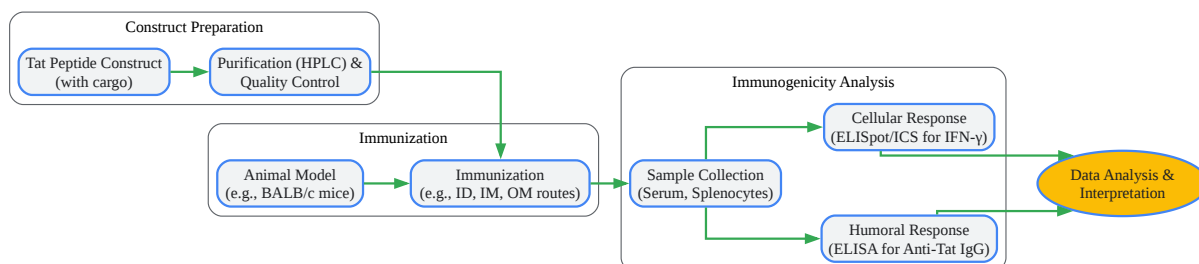 Construct Preparation
Tat Peptide Construct
(with cargo)
Purification (HPLC) &
Quality Control
Immunization
Animal Model
(e.g., BALB/c mice)
Immunization
(e.g., ID, IM, OM routes)
Immunogenicity Analysis
Sample Collection
(Serum, Splenocytes)
Cellular Response
(ELISpot/ICS for IFN-γ)
Humoral Response
(ELISA for Anti-Tat IgG)
Data Analysis &
Interpretation